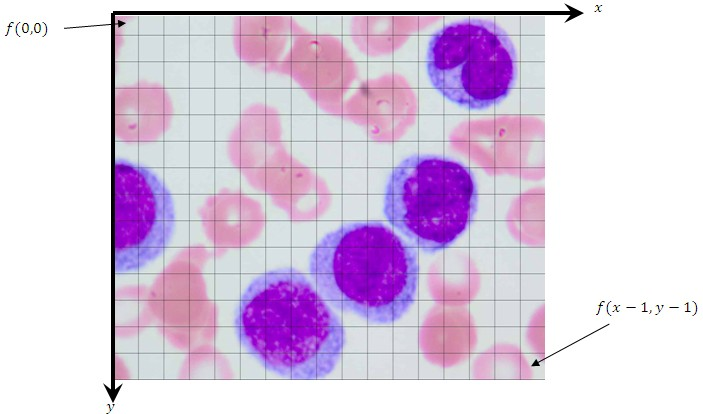 x
f(0,0)
f(x − 1, y − 1)
y